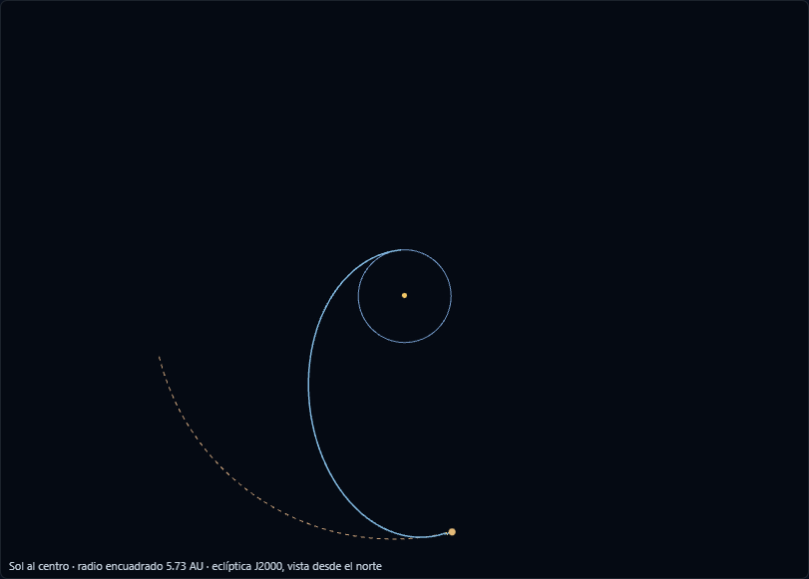 Sol al centro · radio encuadrado 5.73 AU · eclíptica J2000, vista desde el norte